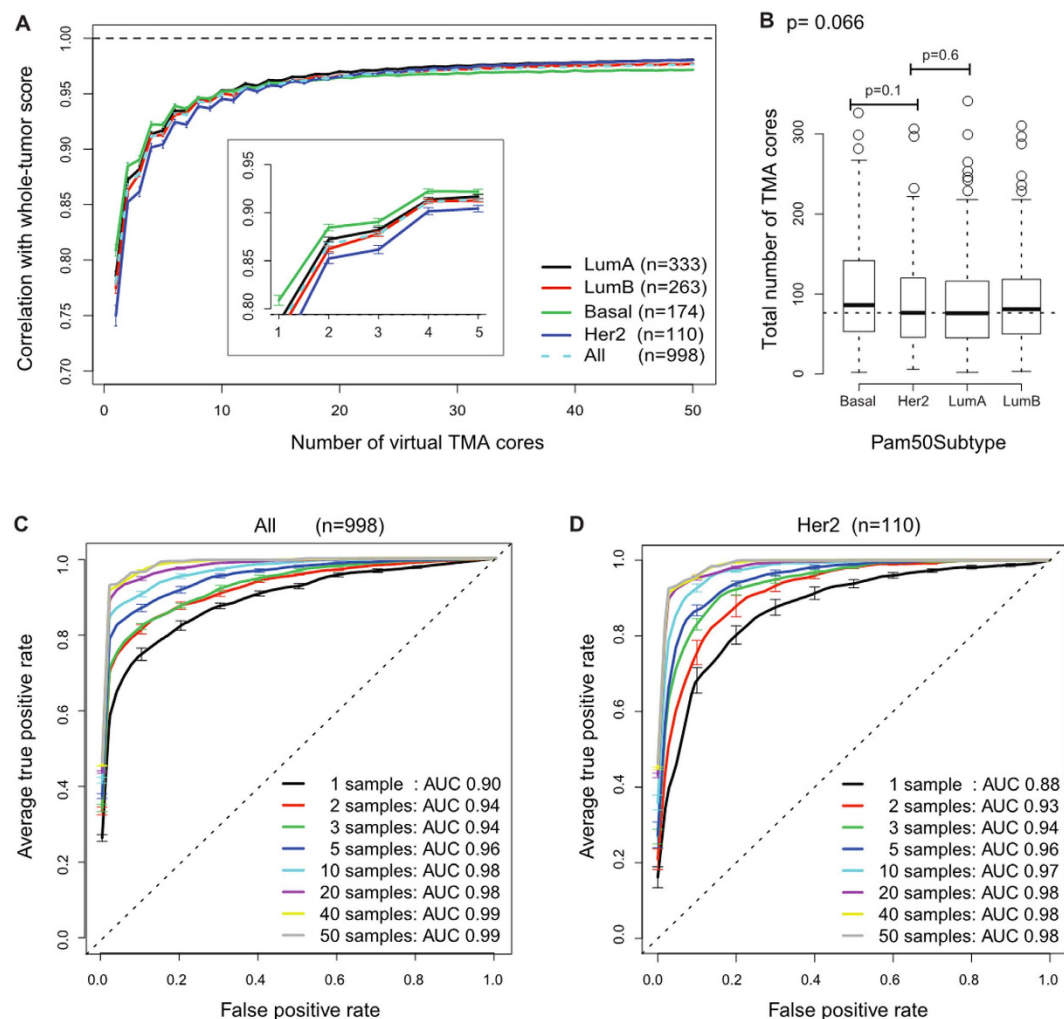 A
Correlation with whole-tumor score
1.00
0.95
0.90
0.85
0.80
0.75
0.70
0.95
0.90
0.85
0.80
1 2 3 4 5
LumA (n=333)
LumB (n=263)
Basal (n=174)
Her2 (n=110)
All (n=998)
0 10 20 30 40 50
Number of virtual TMA cores
B p= 0.066
Total number of TMA cores
p=0.6
p=0.1
300
200
100
0
Basal Her2 LumA LumB
Pam50Subtype
C All (n=998)
Average true positive rate
1.0
0.8
0.6
0.4
0.2
0.0
1 sample : AUC 0.90
2 samples: AUC 0.94
3 samples: AUC 0.94
5 samples: AUC 0.96
10 samples: AUC 0.98
20 samples: AUC 0.98
40 samples: AUC 0.99
50 samples: AUC 0.99
0.0 0.2 0.4 0.6 0.8 1.0
False positive rate
D Her2 (n=110)
Average true positive rate
1.0
0.8
0.6
0.4
0.2
0.0
1 sample : AUC 0.88
2 samples: AUC 0.93
3 samples: AUC 0.94
5 samples: AUC 0.96
10 samples: AUC 0.97
20 samples: AUC 0.98
40 samples: AUC 0.98
50 samples: AUC 0.98
0.0 0.2 0.4 0.6 0.8 1.0
False positive rate